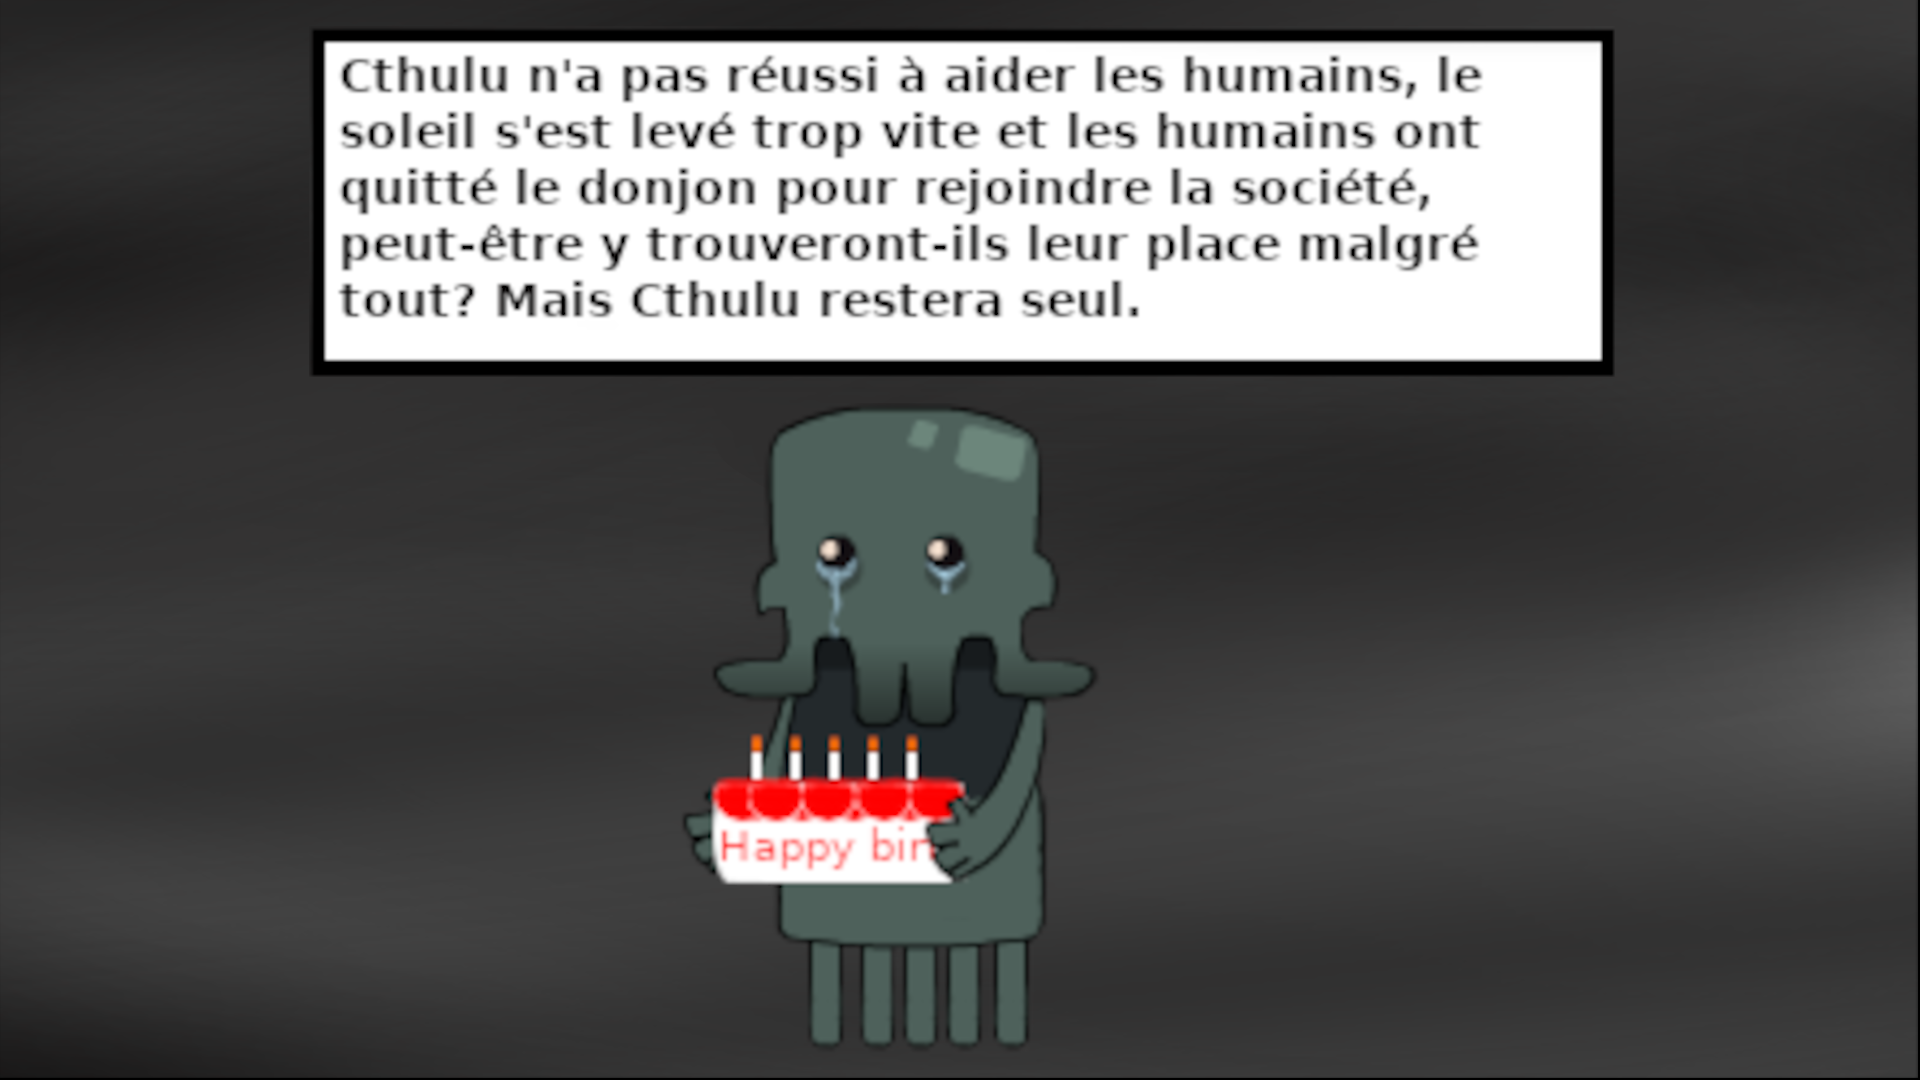 Cthulu n'a pas réussi à aider les humains, le
soleil s'est levé trop vite et les humains ont
quitté le donjon pour rejoindre la société,
peut-être y trouveront-ils leur place malgré
tout? Mais Cthulu restera seul.
Happy bir